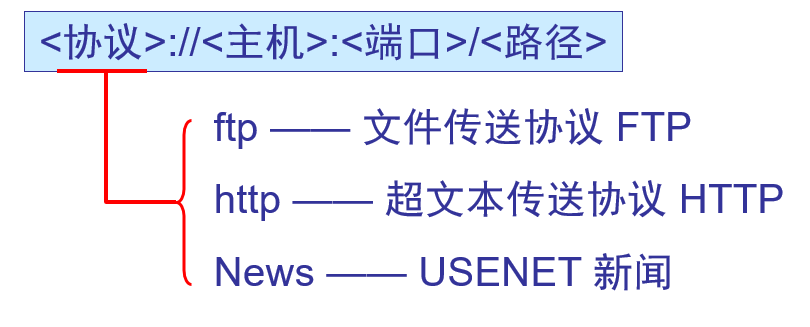 <协议>://<主机>:<端口>/<路径>
ftp —— 文件传送协议 FTP
http —— 超文本传送协议 HTTP
News —— USENET 新闻